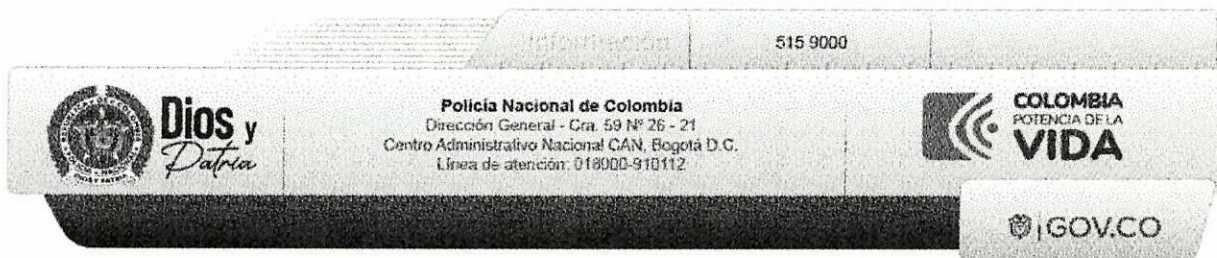 515 9000
Dios y
Patria
Policía Nacional de Colombia
Dirección General - Cra. 59 Nº 26 - 21
Centro Administrativo Nacional CAN, Bogotá D.C.
Línea de atención: 018000-910112
COLOMBIA
POTENCIA DE LA
VIDA
GOV.CO